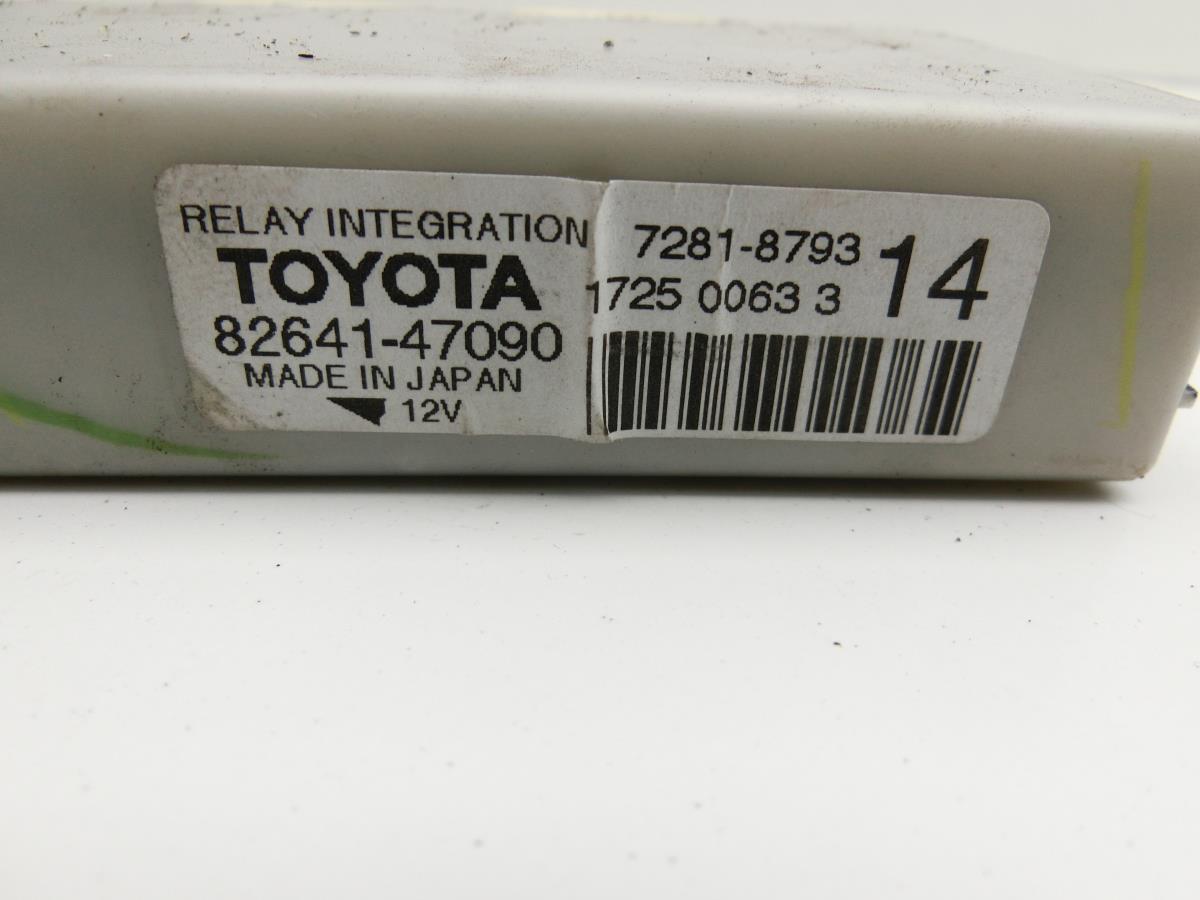 RELAY INTEGRATION
TOYOTA
82641-47090
MADE IN JAPAN
12V
7281-8793
1725 0063 3
14